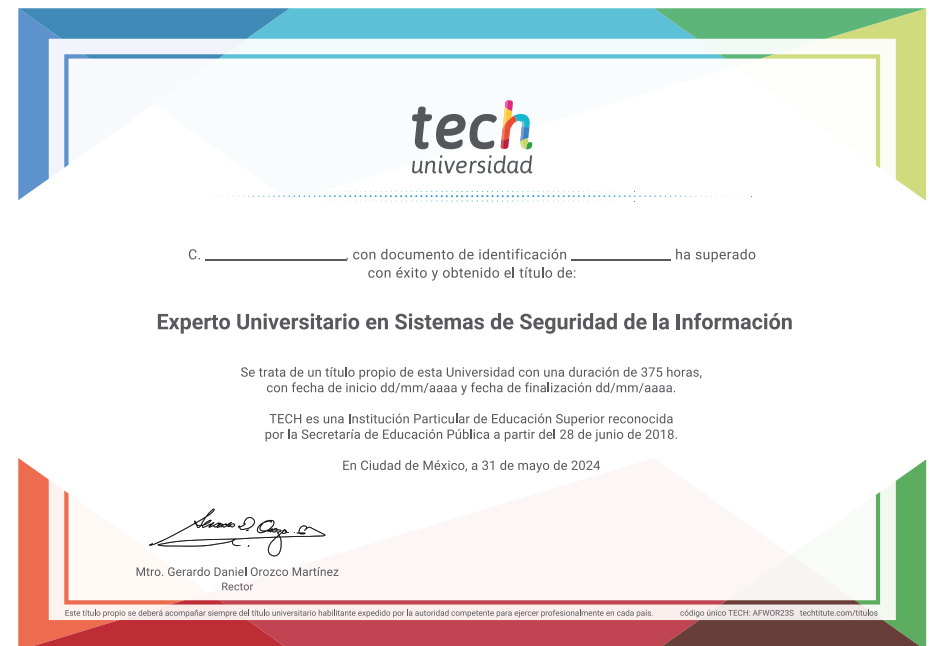 tech
universidad
C. ____________, con documento de identificación ____________ ha superado
con éxito y obtenido el título de:
Experto Universitario en Sistemas de Seguridad de la Información
Se trata de un título propio de esta Universidad con una duración de 375 horas,
con fecha de inicio dd/mm/aaaa y fecha de finalización dd/mm/aaaa.
TECH es una Institución Particular de Educación Superior reconocida
por la Secretaría de Educación Pública a partir del 28 de junio de 2018.
En Ciudad de México, a 31 de mayo de 2024
Mtro. Gerardo Daniel Orozco Martínez
Rector
Este título propio se deberá acompañar siempre del título universitario habilitante expedido por la autoridad competente para ejercer profesionalmente en cada país. código único TECH: AFWOR23S techtitute.com/titulos